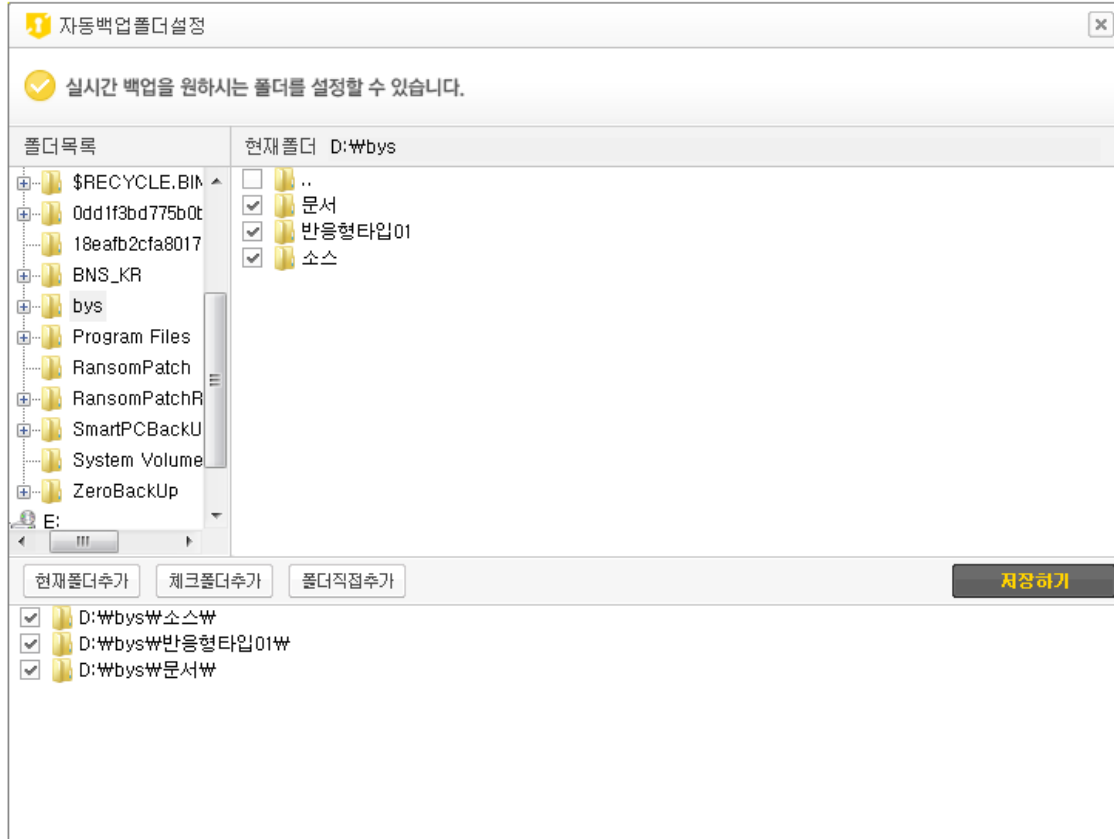 자동백업폴더설정
실시간 백업을 원하시는 폴더를 설정할 수 있습니다.
폴더목록
현재폴더 D:₩bys
$RECYCLE.BIN
0dd1f3bd775b0b
18eafb2cfa8017
BNS_KR
bys
Program Files
RansomPatch
RansomPatchR
SmartPCBackU
System Volume
ZeroBackUp
E:
..
문서
반응형타입01
소스
현재폴더추가 체크폴더추가 폴더직접추가 저장하기
D:₩bys₩소스₩
D:₩bys₩반응형타입01₩
D:₩bys₩문서₩